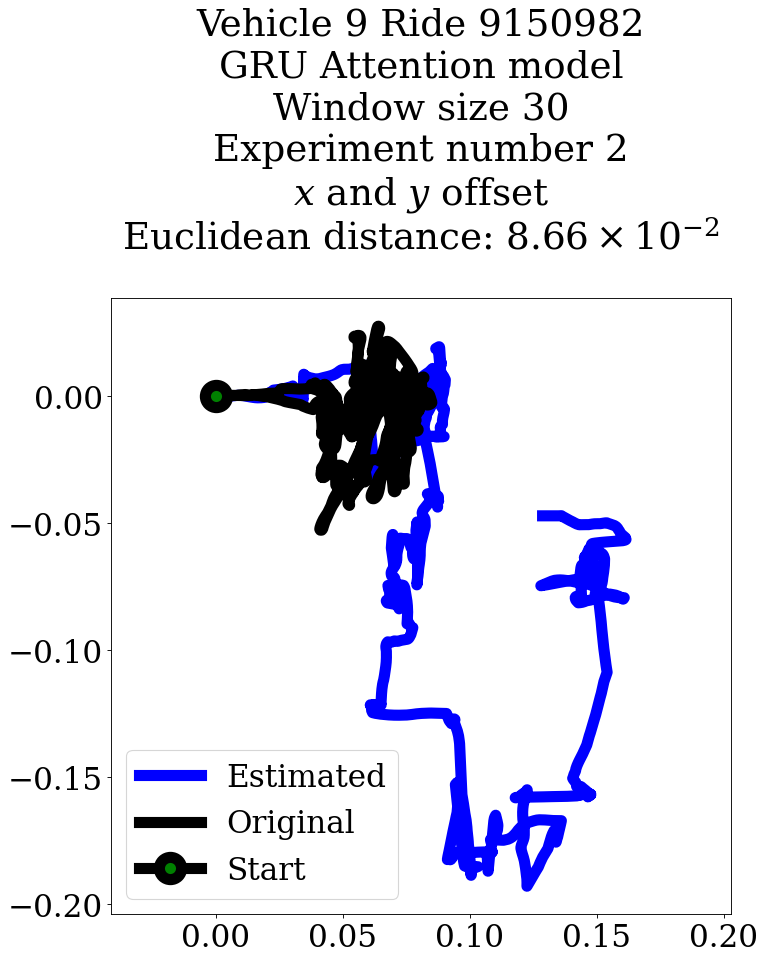 Vehicle 9 Ride 9150982
GRU Attention model
Window size 30
Experiment number 2
x and y offset
Euclidean distance: 8.66 × 10⁻²
0.00
−0.05
−0.10
−0.15
−0.20
Estimated
Original
Start
0.00 0.05 0.10 0.15 0.20